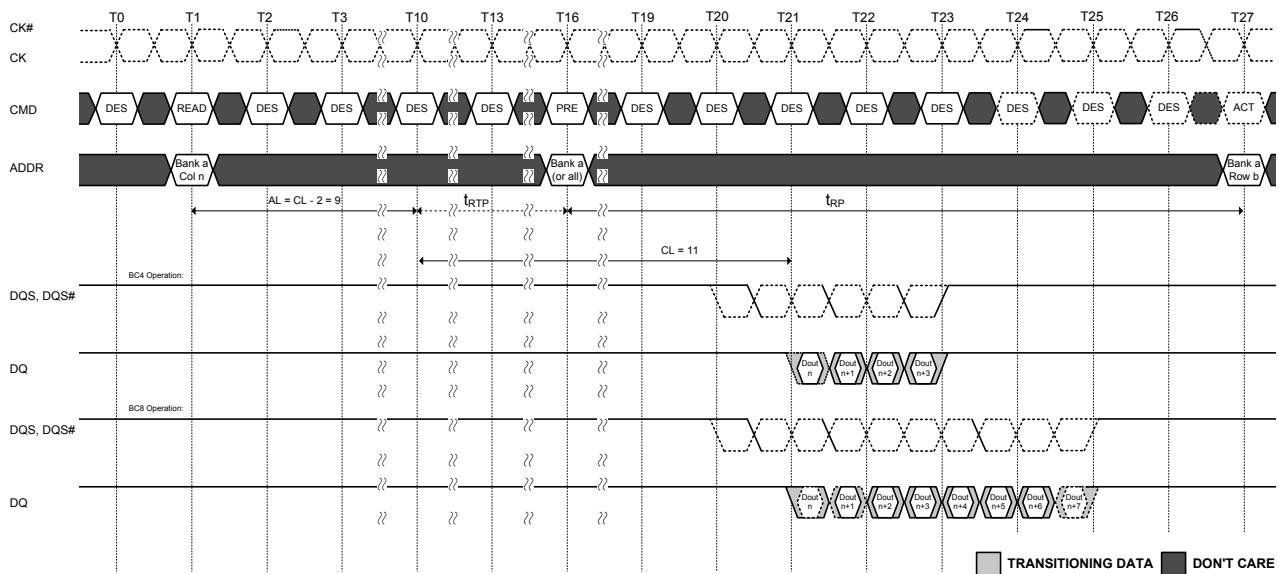 T0 T1 T2 T3 T10 T13 T16 T19 T20 T21 T22 T23 T24 T25 T26 T27
CK#
CK
CMD DES READ DES DES DES DES PRE DES DES DES DES DES DES DES DES ACT
ADDR
Bank a
Col n
Bank a
(or all)
Bank a
Row b
AL = CL - 2 = 9
tRTP
tRP
CL = 11
BC4 Operation:
DQS, DQS#
DQ
Dout
n
Dout
n+1
Dout
n+2
Dout
n+3
BC8 Operation:
DQS, DQS#
DQ
Dout
n
Dout
n+1
Dout
n+2
Dout
n+3
Dout
n+4
Dout
n+5
Dout
n+6
Dout
n+7
TRANSITIONING DATA DON'T CARE